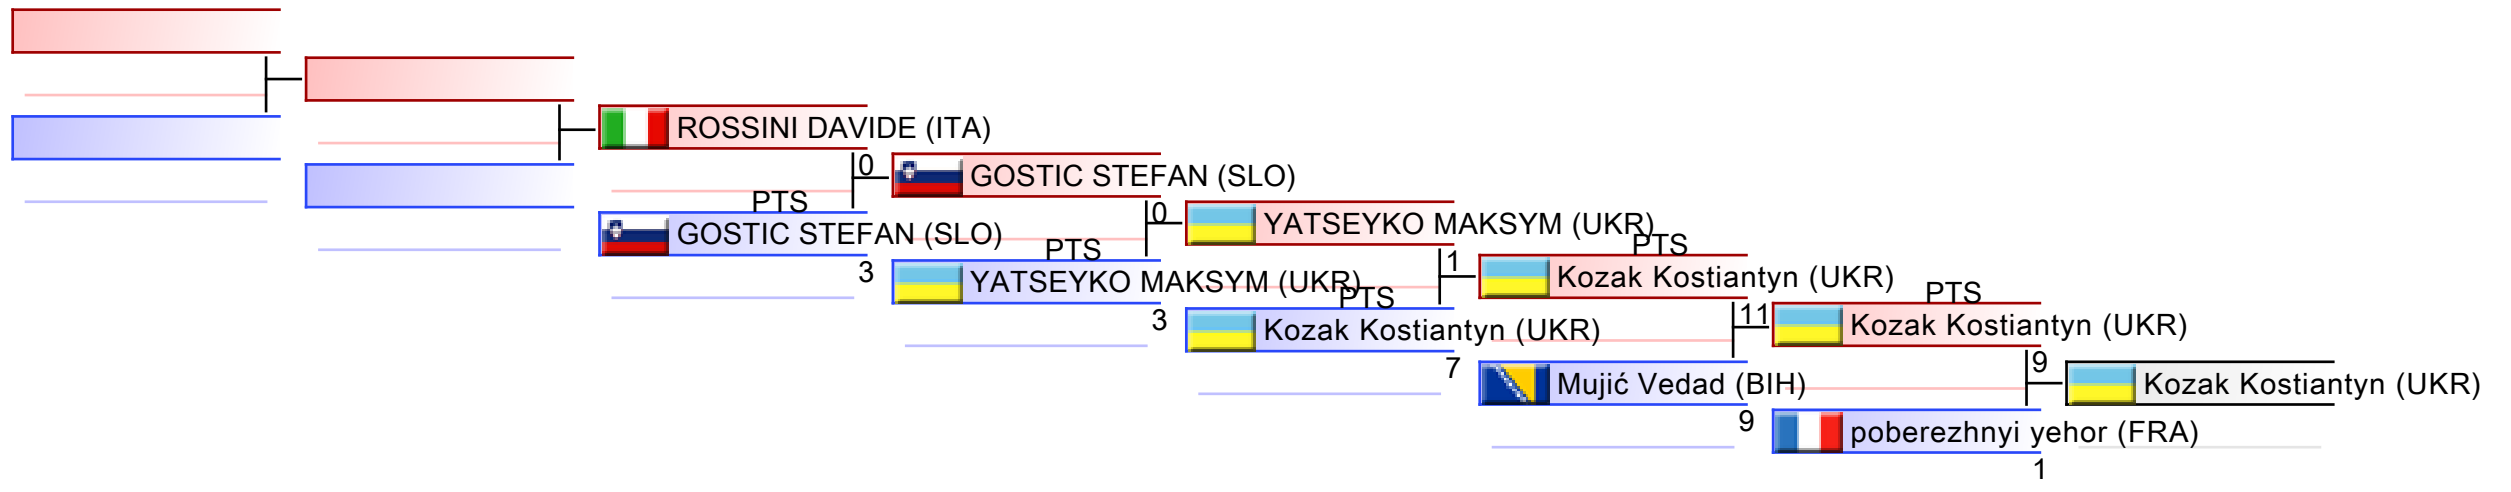 ROSSINI DAVIDE (ITA)
0
PTS
GOSTIC STEFAN (SLO)
3
GOSTIC STEFAN (SLO)
0
PTS
YATSEYKO MAKSYM (UKR)
3
YATSEYKO MAKSYM (UKR)
1
PTS
Kozak Kostiantyn (UKR)
7
PTS
Kozak Kostiantyn (UKR)
11
Mujić Vedad (BIH)
9
PTS
Kozak Kostiantyn (UKR)
9
poberezhnyi yehor (FRA)
1
Kozak Kostiantyn (UKR)